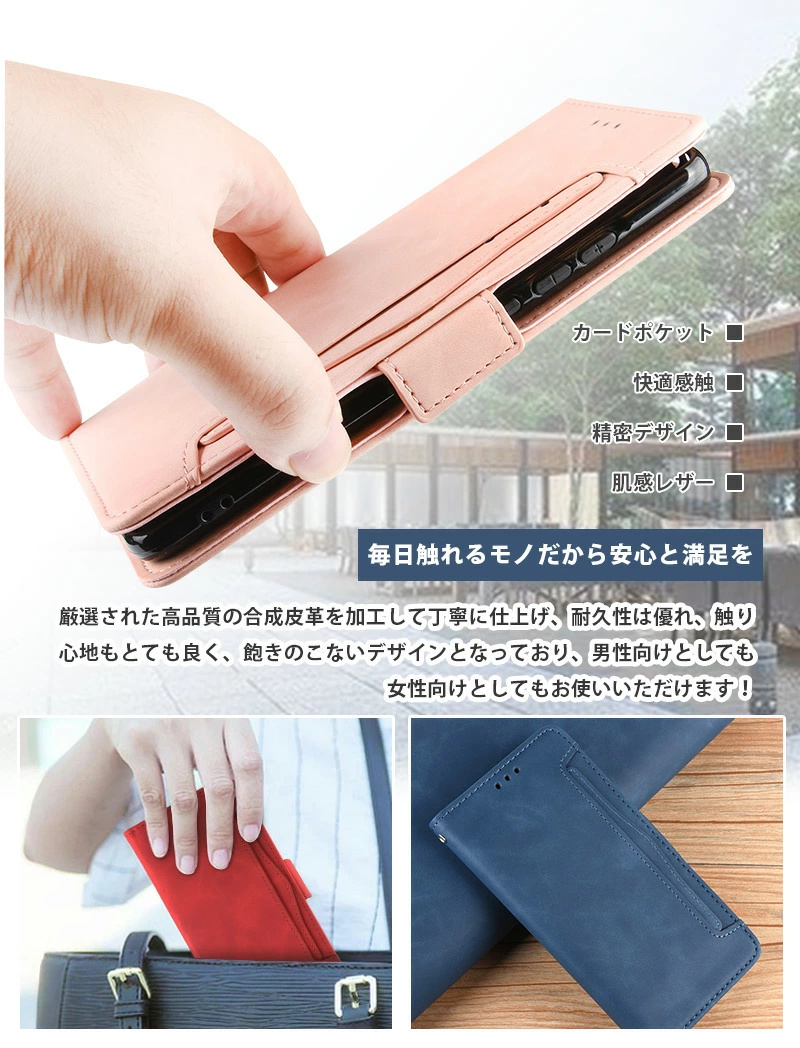 カードポケット ■
快適感触 ■
精密デザイン ■
肌感レザー ■
毎日触れるモノだから安心と満足を
厳選された高品質の合成皮革を加工して丁寧に仕上げ、耐久性は優れ、触り
心地もとても良く、飽きのこないデザインとなっており、男性向けとしても
女性向けとしてもお使いいただけます！